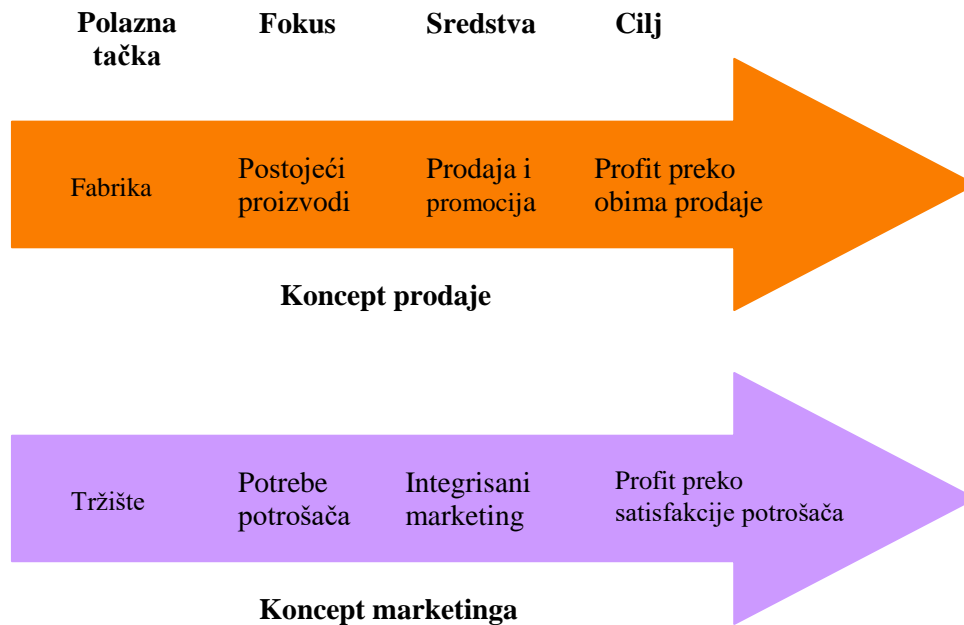 Polazna
tačka
Fokus
Sredstva
Cilj
Fabrika
Postojeći
proizvodi
Prodaja i
promocija
Profit preko
obima prodaje
Koncept prodaje
Tržište
Potrebe
potrošača
Integrisani
marketing
Profit preko
satisfakcije potrošača
Koncept marketinga